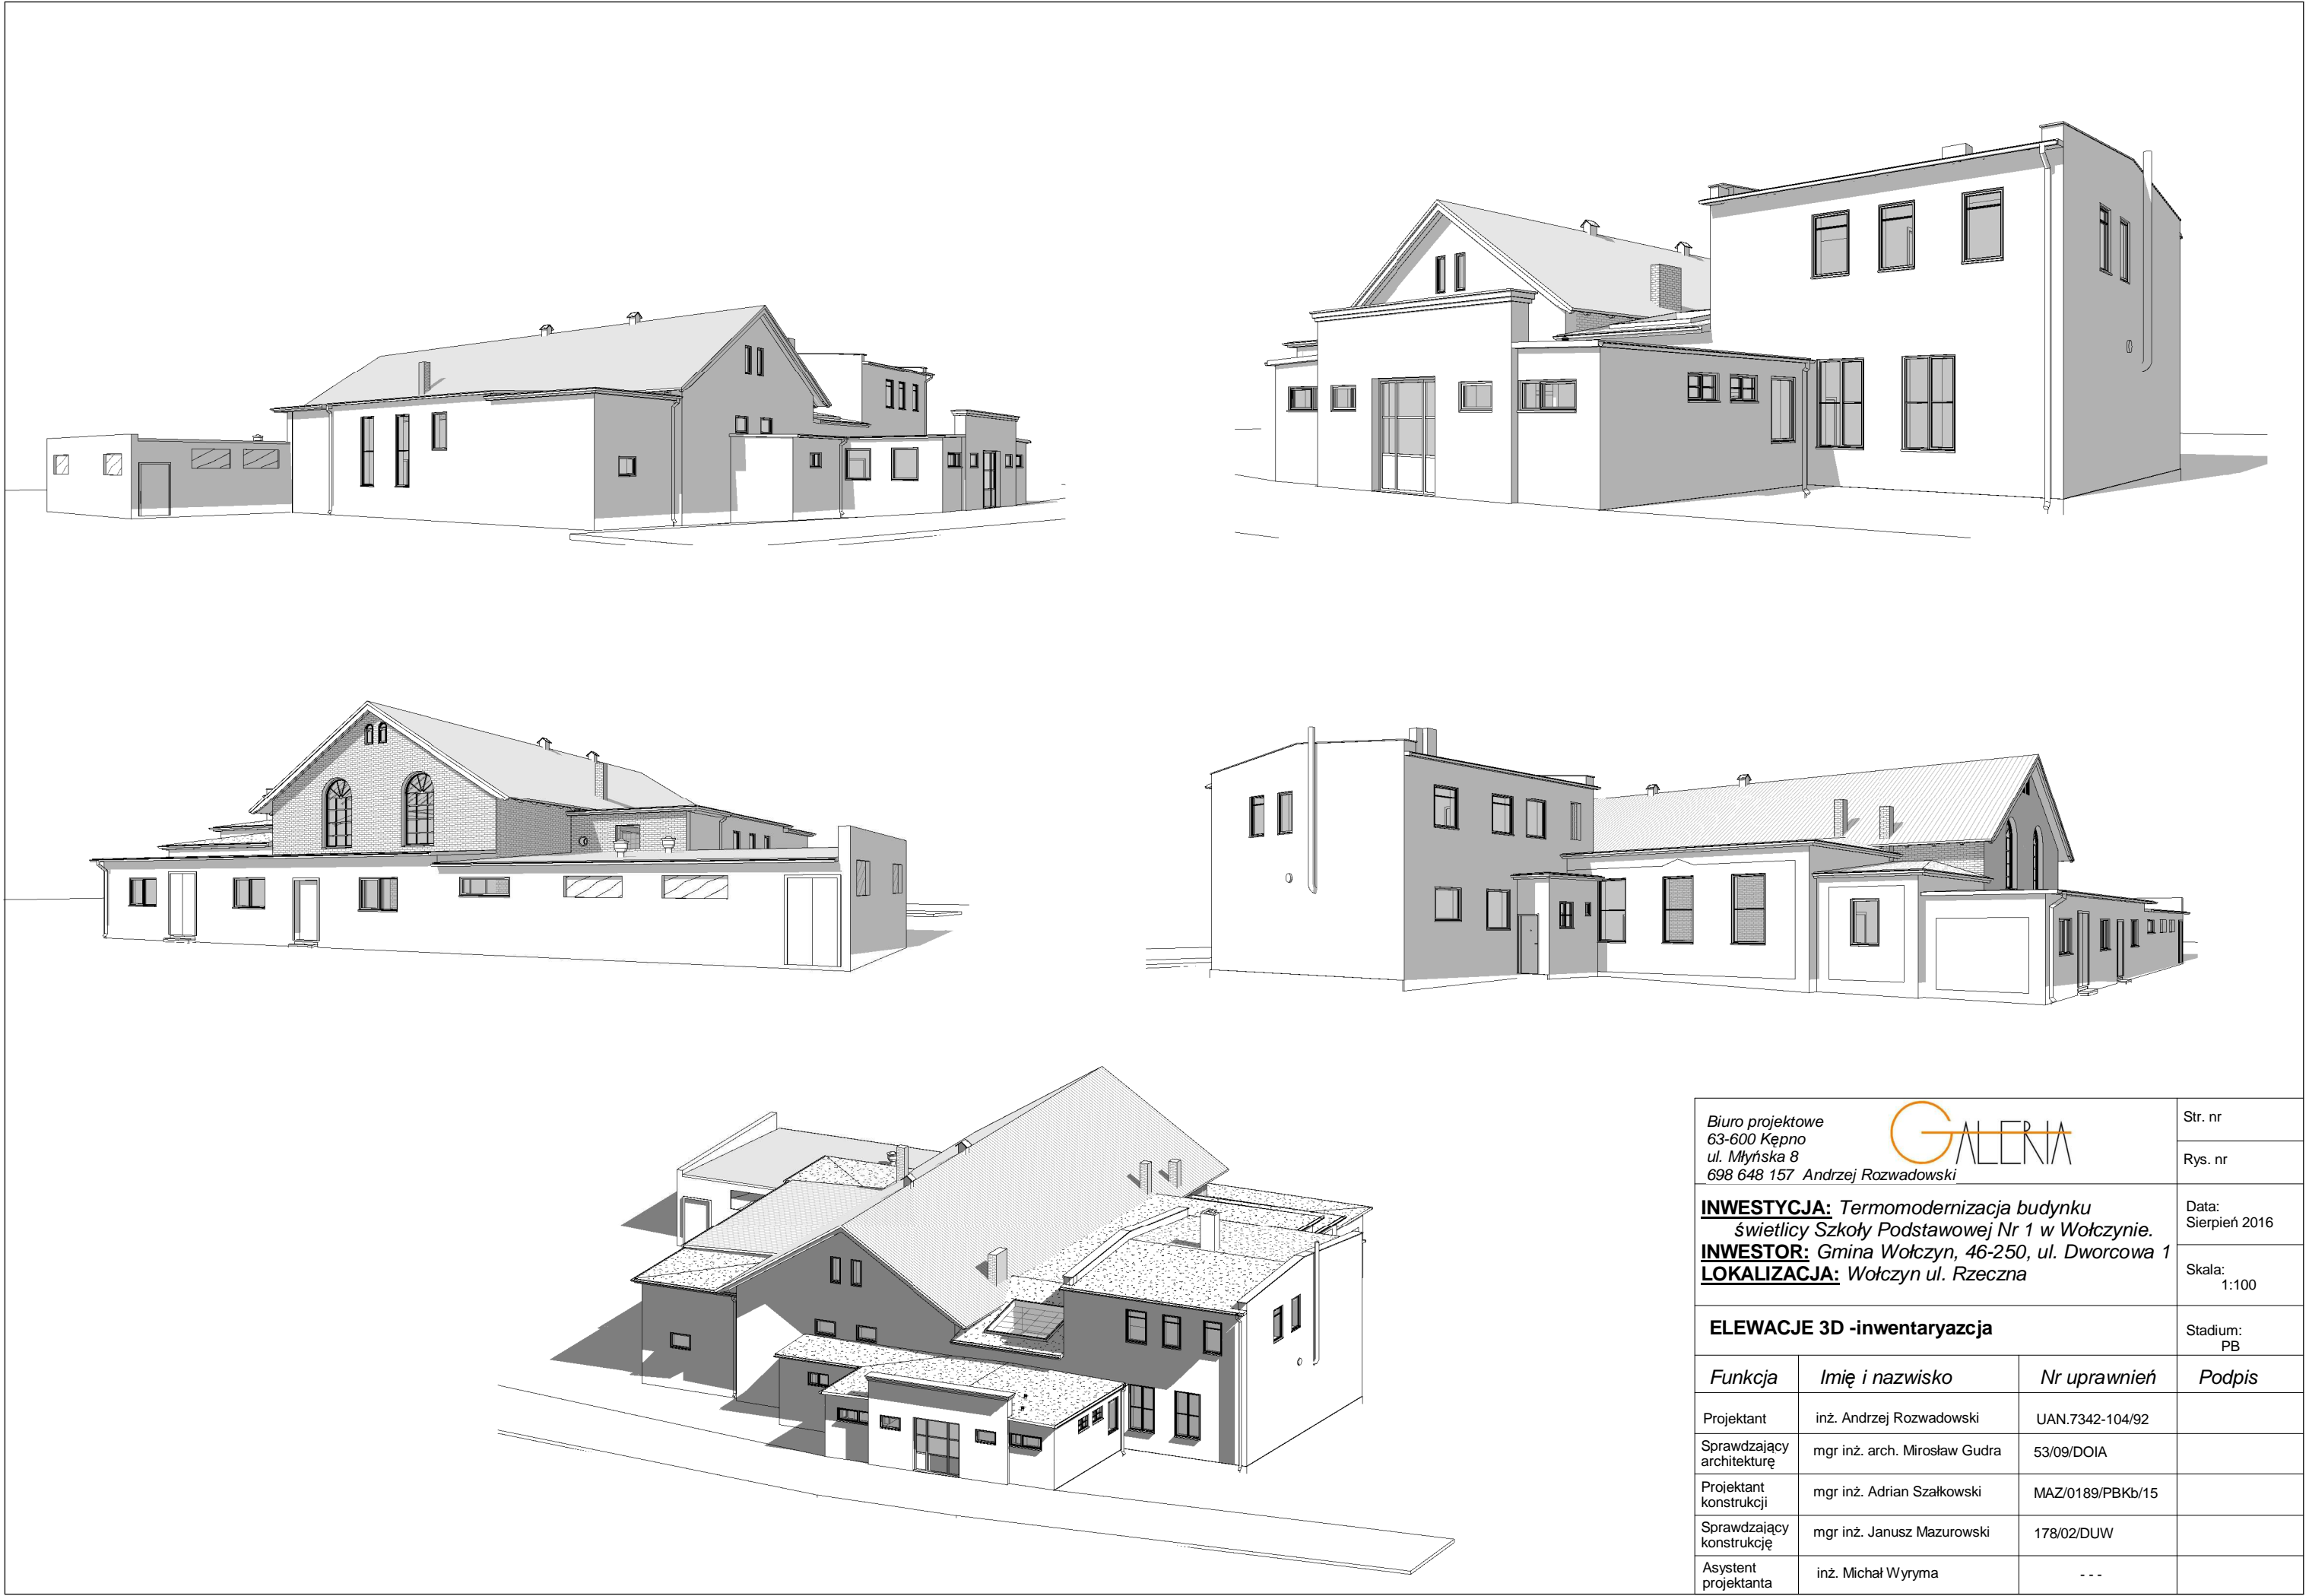 Biuro projektowe
63-600 Kępno
ul. Młyńska 8
698 648 157 Andrzej Rozwadowski
GALERIA
Str. nr
Rys. nr
INWESTYCJA: Termomodernizacja budynku
świetlicy Szkoły Podstawowej Nr 1 w Wołczynie.
INWESTOR: Gmina Wołczyn, 46-250, ul. Dworcowa 1
LOKALIZACJA: Wołczyn ul. Rzeczna
Data:
Sierpień 2016
Skala:
1:100
ELEWACJE 3D -inwentaryazcja
Stadium:
PB
Funkcja Imię i nazwisko Nr uprawnień Podpis
Projektant inż. Andrzej Rozwadowski UAN.7342-104/92
Sprawdzający
architekturę mgr inż. arch. Mirosław Gudra 53/09/DOIA
Projektant
konstrukcji mgr inż. Adrian Szałkowski MAZ/0189/PBKb/15
Sprawdzający
konstrukcję mgr inż. Janusz Mazurowski 178/02/DUW
Asystent
projektanta inż. Michał Wyryma - - -